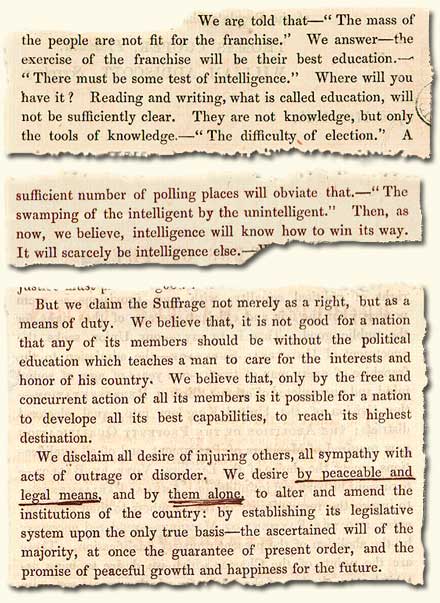 We are told that—"The mass of
the people are not fit for the franchise." We answer—the
exercise of the franchise will be their best education.—
"There must be some test of intelligence." Where will you
have it? Reading and writing, what is called education, will
not be sufficiently clear. They are not knowledge, but only
the tools of knowledge.—"The difficulty of election." A
sufficient number of polling places will obviate that.—"The
swamping of the intelligent by the unintelligent." Then, as
now, we believe, intelligence will know how to win its way.
It will scarcely be intelligence else.—
But we claim the Suffrage not merely as a right, but as a
means of duty. We believe that, it is not good for a nation
that any of its members should be without the political
education which teaches a man to care for the interests and
honor of his country. We believe that, only by the free and
concurrent action of all its members is it possible for a nation
to develope all its best capabilities, to reach its highest
destination.
We disclaim all desire of injuring others, all sympathy with
acts of outrage or disorder. We desire by peaceable and
legal means, and by them alone, to alter and amend the
institutions of the country: by establishing its legislative
system upon the only true basis—the ascertained will of the
majority, at once the guarantee of present order, and the
promise of peaceful growth and happiness for the future.